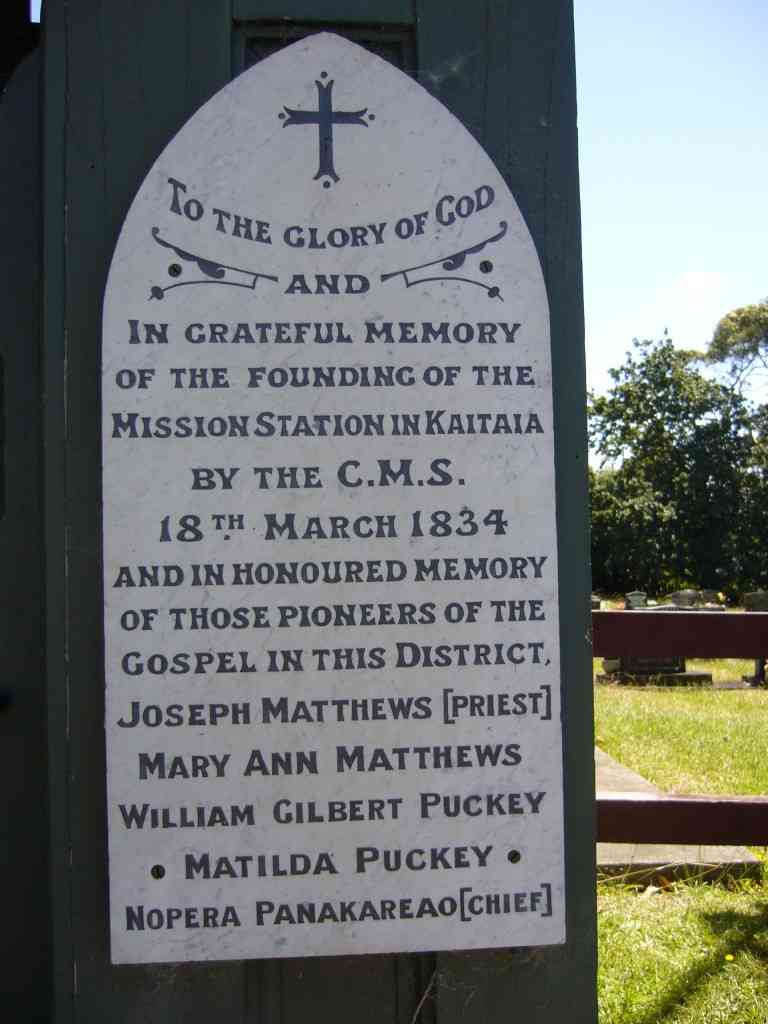 TO THE GLORY OF GOD
AND
IN GRATEFUL MEMORY
OF THE FOUNDING OF THE
MISSION STATION IN KAITAIA
BY THE C.M.S.
18TH. MARCH 1834
AND IN HONOURED MEMORY
OF THOSE PIONEERS OF THE
GOSPEL IN THIS DISTRICT,
JOSEPH MATTHEWS [PRIEST]
MARY ANN MATTHEWS
WILLIAM GILBERT PUCKEY
MATILDA PUCKEY
NOPERA PANAKAREAO [CHIEF]